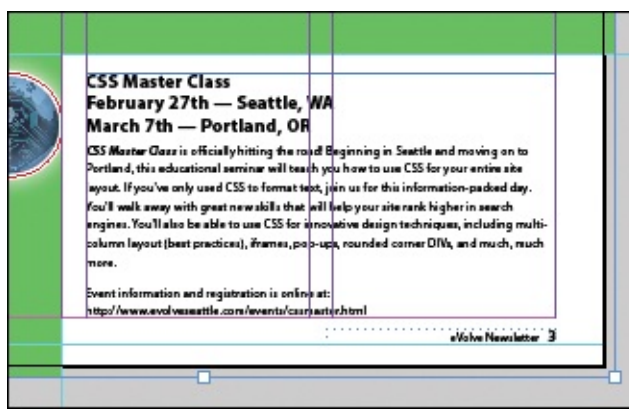 CSS Master Class
February 27th — Seattle, WA
March 7th — Portland, OR
CSS Master Class is officially hitting the road! Beginning in Seattle and moving on to
Portland, this educational seminar will teach you how to use CSS for your entire site
layout. If you've only used CSS to format text, join us for this information-packed day.
You'll walk away with great new skills that will help your site rank higher in search
engines. You'll also be able to use CSS for innovative design techniques, including multi-
column layout (best practices), iframes, pop-ups, rounded corner DIVs, and much, much
more.
Event information and registration is online at:
http://www.evolveseattle.com/events/cssmaster.html
eVolve Newsletter 3